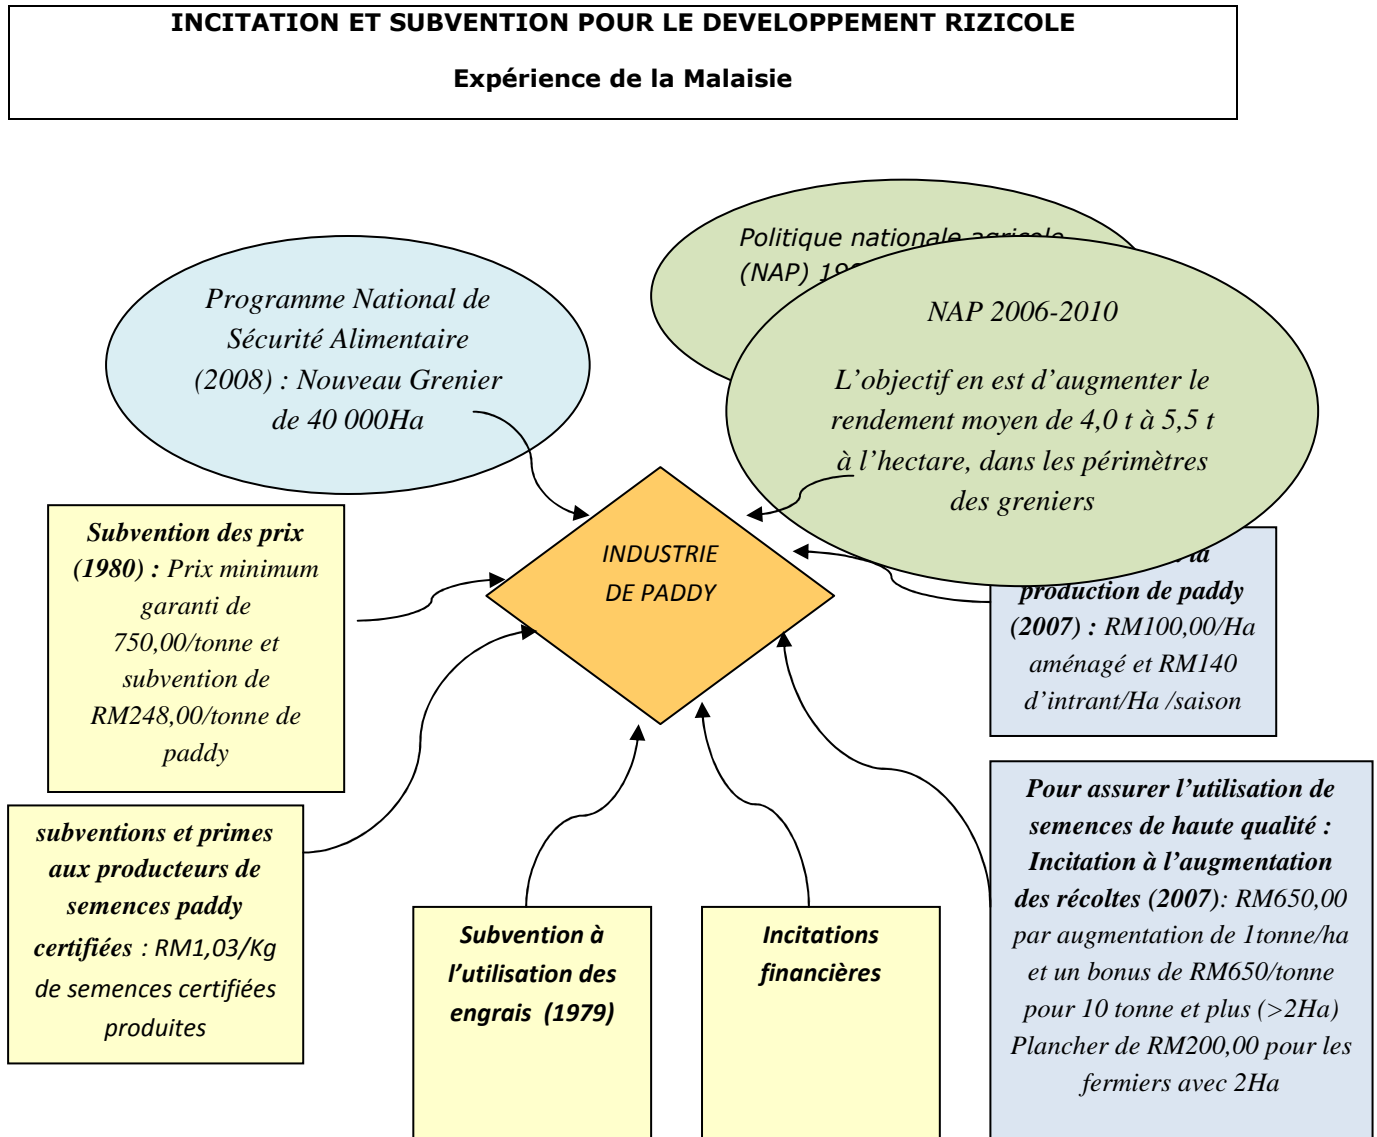 INCITATION ET SUBVENTION POUR LE DEVELOPPEMENT RIZICOLE
Expérience de la Malaisie
Politique nationale
(NAP)
Programme National de
Sécurité Alimentaire
(2008) : Nouveau Grenier
de 40 000Ha
NAP 2006-2010
L’objectif en est d’augmenter le
rendement moyen de 4,0 t à 5,5 t
à l’hectare, dans les périmètres
des greniers
Subvention des prix
(1980) : Prix minimum
garanti de
750,00/tonne et
subvention de
RM248,00/tonne de
paddy
INDUSTRIE
DE PADDY
production de paddy
(2007) : RM100,00/Ha
aménagé et RM140
d’intrant/Ha /saison
subventions et primes
aux producteurs de
semences paddy
certifiées : RM1,03/Kg
de semences certifiées
produites
Subvention à
l’utilisation des
engrais (1979)
Incitations
financières
Pour assurer l’utilisation de
semences de haute qualité :
Incitation à l’augmentation
des récoltes (2007): RM650,00
par augmentation de 1tonne/ha
et un bonus de RM650/tonne
pour 10 tonne et plus (>2Ha)
Plancher de RM200,00 pour les
fermiers avec 2Ha